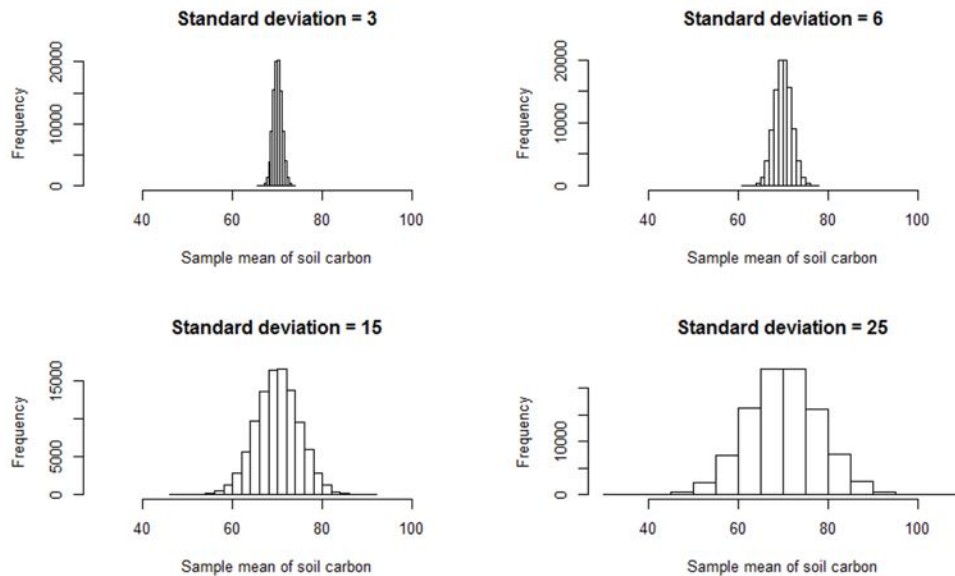 Standard deviation = 3
Frequency
0
10000
20000
40 60 80 100
Sample mean of soil carbon
Standard deviation = 6
Frequency
0
10000
20000
40 60 80 100
Sample mean of soil carbon
Standard deviation = 15
Frequency
0
5000
15000
40 60 80 100
Sample mean of soil carbon
Standard deviation = 25
Frequency
0
10000
40 60 80 100
Sample mean of soil carbon